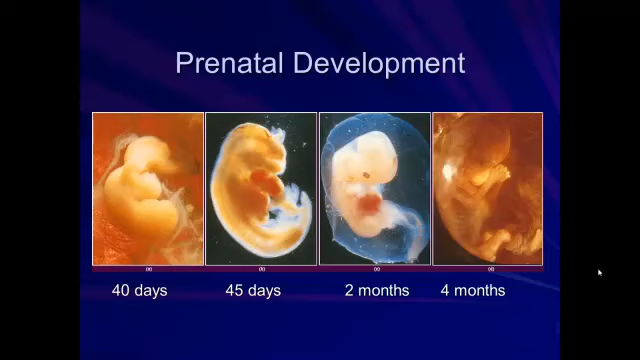 Prenatal Development
(a) (b) (c) (d)
40 days 45 days 2 months 4 months